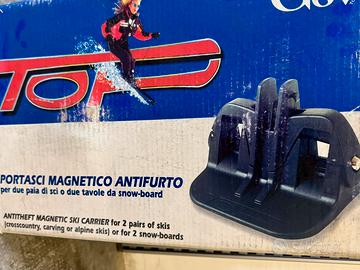 TOP
PORTASCI MAGNETICO ANTIFURTO
per due paia di sci o due tavole da snow-board
ANTITHEFT MAGNETIC SKI CARRIER for 2 pairs of skis
(crosscountry, carving or alpine skis) or for 2 snow-boards